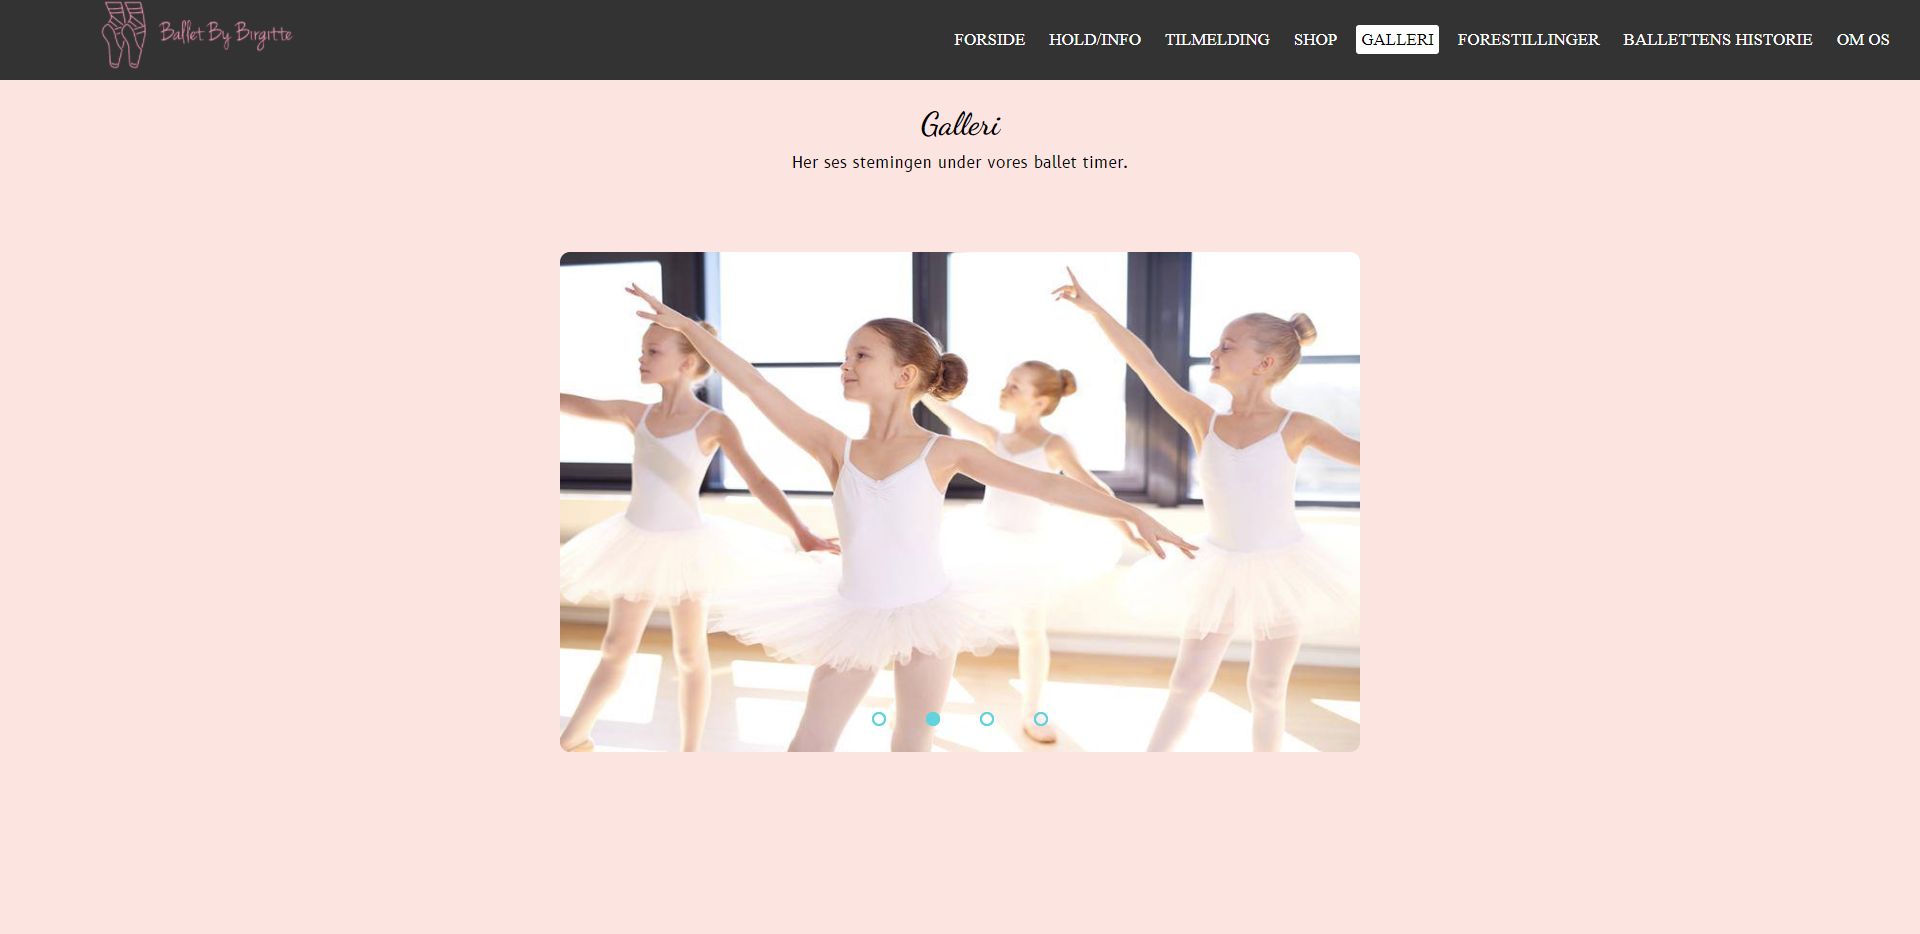 Ballet By Birgitte
FORSIDE HOLD/INFO TILMELDING SHOP GALLERI FORESTILLINGER BALLETTENS HISTORIE OM OS
Galleri
Her ses stemingen under vores ballet timer.